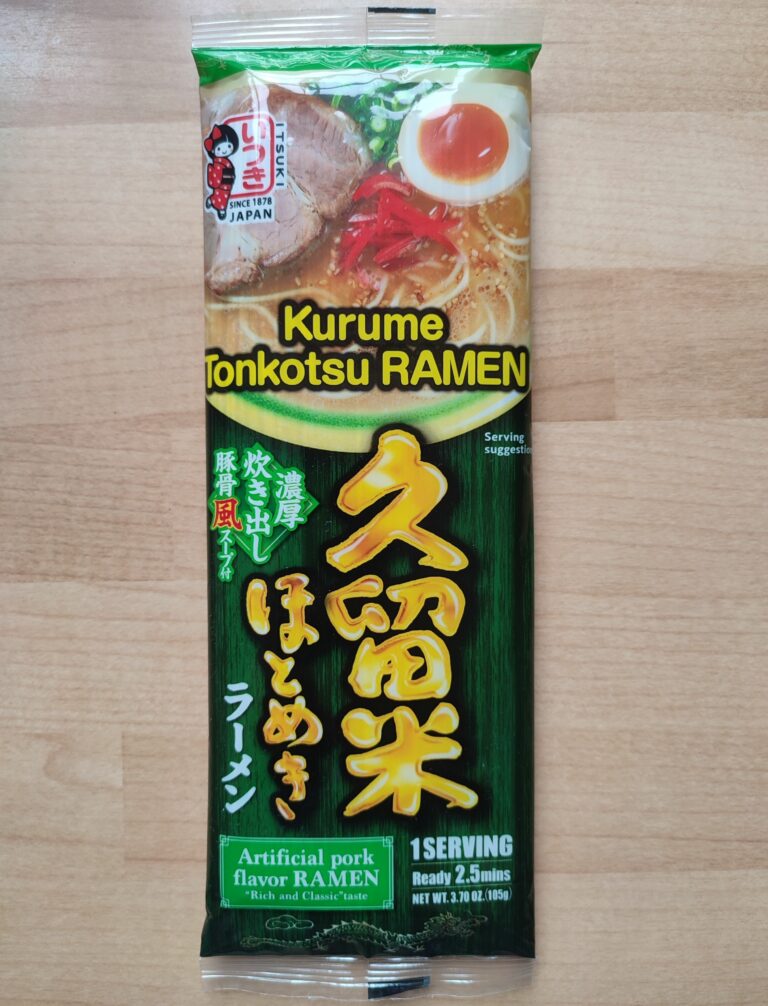 いつき
ITSUKI
SINCE 1878
JAPAN
Kurume
Tonkotsu RAMEN
Serving
suggestion
濃厚
炊き出し
豚骨風スープ付
久留米
ほとめき
ラーメン
Artificial pork
flavor RAMEN
"Rich and Classic"taste
1 SERVING
Ready 2.5mins
NET WT. 3.70 OZ.(105g)